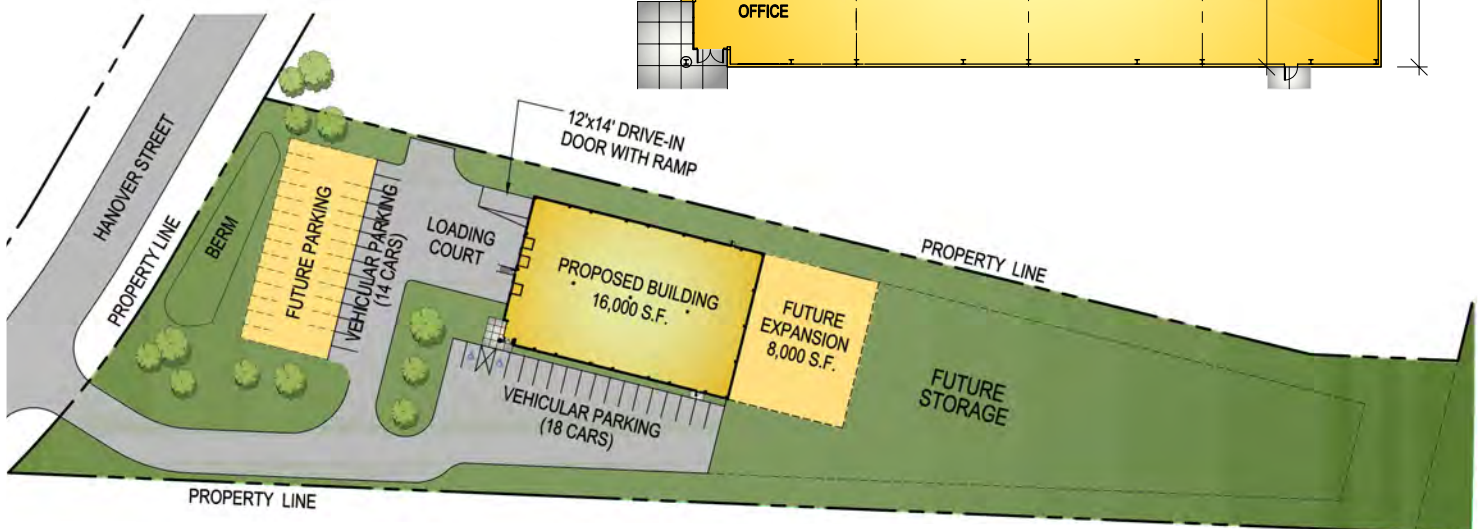 OFFICE
12'x14' DRIVE-IN
DOOR WITH RAMP
HANOVER STREET
PROPERTY LINE
BERM
FUTURE PARKING
VEHICULAR PARKING
(14 CARS)
LOADING
COURT
PROPOSED BUILDING
16,000 S.F.
FUTURE
EXPANSION
8,000 S.F.
PROPERTY LINE
FUTURE
STORAGE
VEHICULAR PARKING
(18 CARS)
PROPERTY LINE